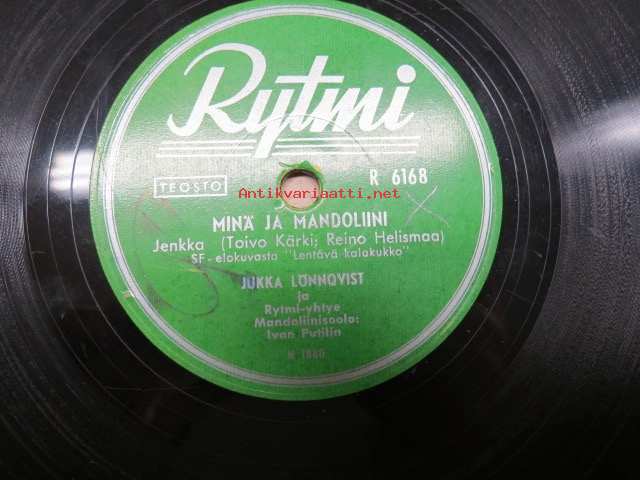 Rytmi
TEOSTO
R 6168
Antikvariaatti.net
MINÄ JA MANDOLIINI
Jenkka (Toivo Kärki; Reino Helismaa)
SF-elokuvasta "Lentävä kalakukko"
JUKKA LÖNNQVIST
ja
Rytmi-yhtye
Mandoliinisoolo:
Ivan Putilin